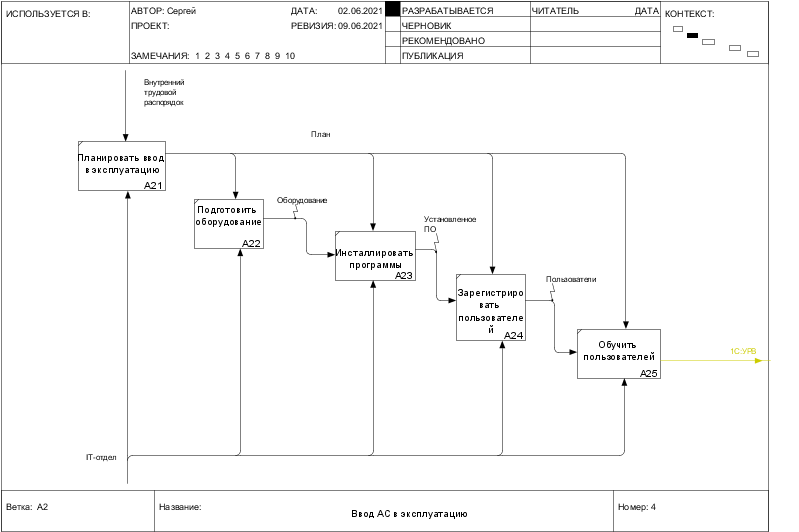 ИСПОЛЬЗУЕТСЯ В:
АВТОР: Сергей ДАТА: 02.06.2021
ПРОЕКТ: РЕВИЗИЯ: 09.06.2021
ЗАМЕЧАНИЯ: 1 2 3 4 5 6 7 8 9 10
РАЗРАБАТЫВАЕТСЯ
ЧЕРНОВИК
РЕКОМЕНДОВАНО
ПУБЛИКАЦИЯ
ЧИТАТЕЛЬ ДАТА
КОНТЕКСТ:
Внутренний
трудовой
распорядок
План
Планировать ввод
в эксплуатацию
A21
Подготовить
оборудование
A22
Оборудование
Инсталлировать
программы
A23
Установленное
ПО
Зарегистриро
вать
пользователе
й
A24
Пользователи
Обучить
пользователей
A25
1С:УРВ
IT-отдел
Ветка: A2
Название:
Ввод АС в эксплуатацию
Номер: 4